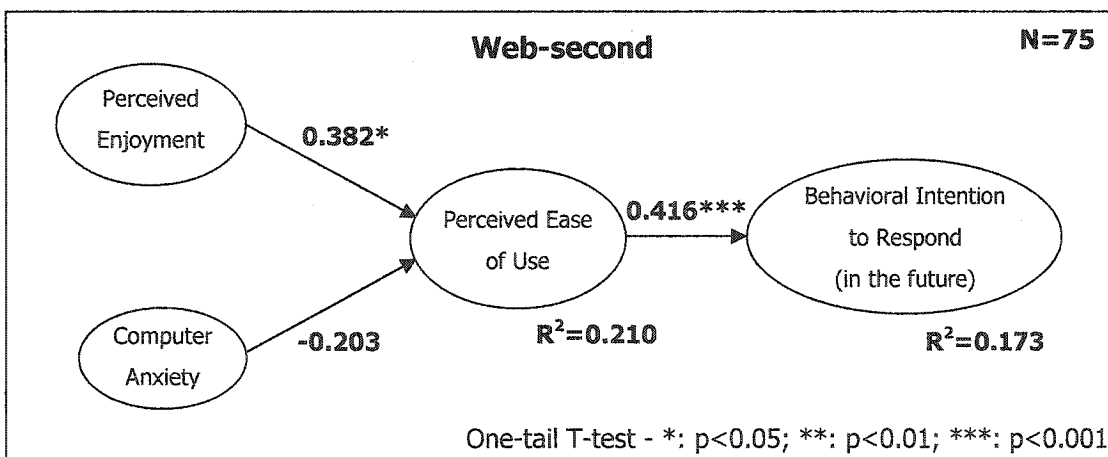 Web-second
N=75
Perceived
Enjoyment
0.382*
Perceived Ease
of Use
0.416***
Behavioral Intention
to Respond
(in the future)
Computer
Anxiety
-0.203
R²=0.210
R²=0.173
One-tail T-test - *: p<0.05; **: p<0.01; ***: p<0.001